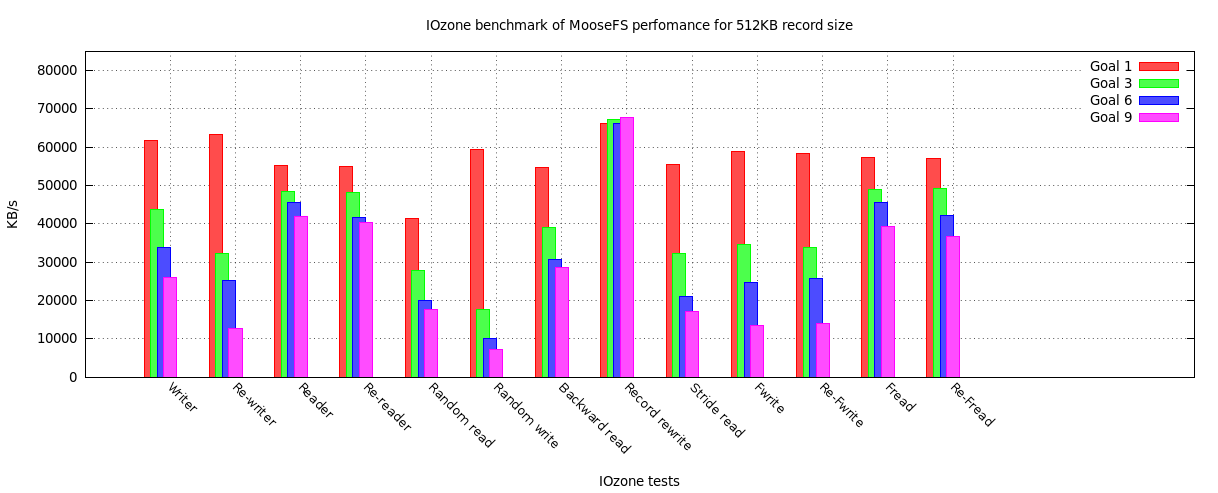 IOzone benchmark of MooseFS perfomance for 512KB record size
Goal 1
Goal 3
Goal 6
Goal 9
80000
70000
60000
50000
40000
30000
20000
10000
0
KB/s
Writer
Re-writer
Reader
Re-reader
Random read
Random write
Backward read
Record rewrite
Stride read
Fwrite
Re-Fwrite
Fread
Re-Fread
IOzone tests